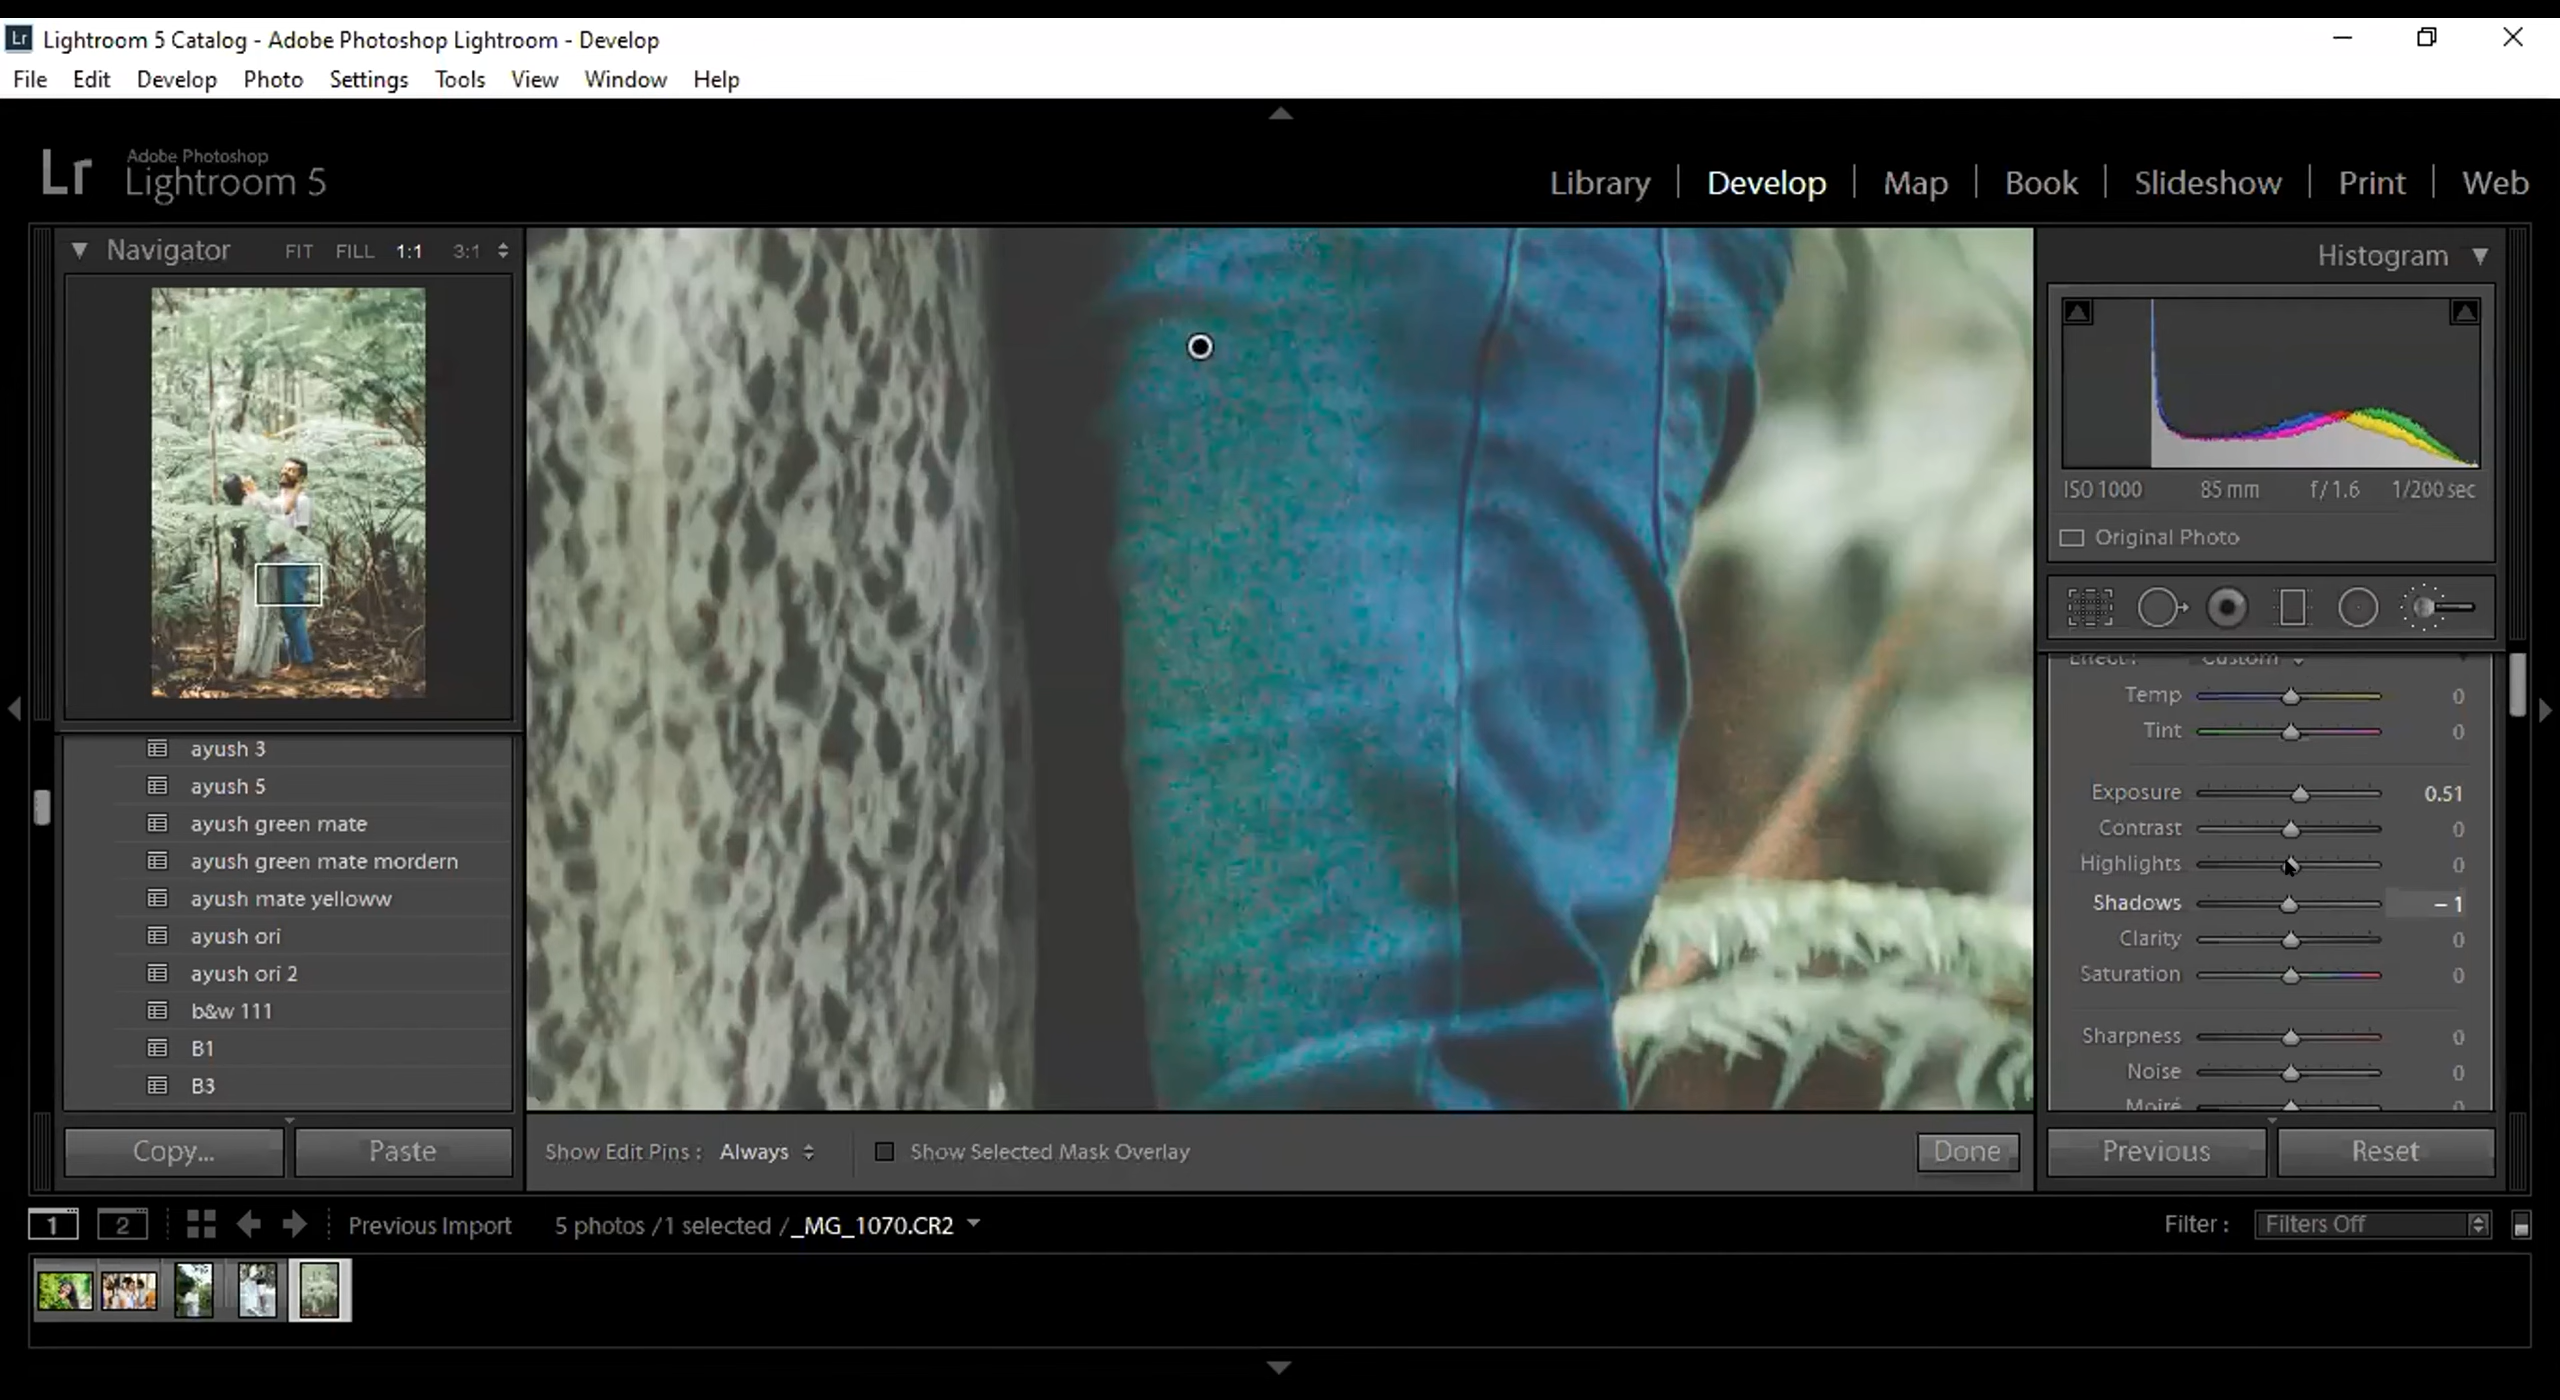 Lr Lightroom 5 Catalog - Adobe Photoshop Lightroom - Develop
File Edit Develop Photo Settings Tools View Window Help
Lr Adobe Photoshop
Lightroom 5
Library | Develop | Map | Book | Slideshow | Print | Web
Navigator FIT FILL 1:1 3:1
ayush 3
ayush 5
ayush green mate
ayush green mate mordern
ayush mate yelloww
ayush ori
ayush ori 2
b&w 111
B1
B3
Copy... Paste
Show Edit Pins : Always Show Selected Mask Overlay Done
Histogram
ISO 1000 85 mm f / 1.6 1/200 sec
Original Photo
Effect : Custom
Temp 0
Tint 0
Exposure 0.51
Contrast 0
Highlights 0
Shadows – 1
Clarity 0
Saturation 0
Sharpness 0
Noise 0
Moiré 0
Previous Reset
1 2 Previous Import 5 photos / 1 selected / _MG_1070.CR2 Filter : Filters Off